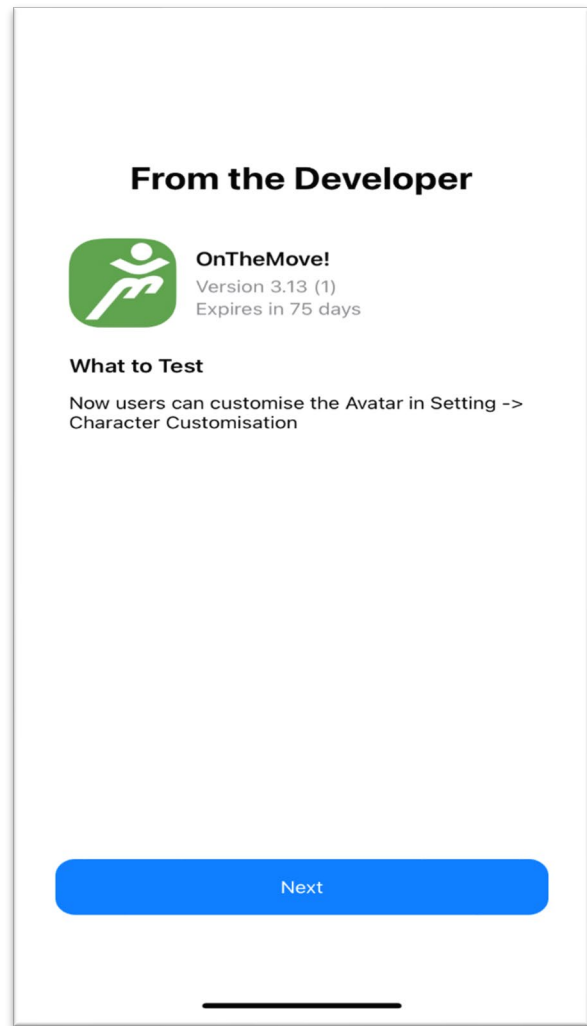 From the Developer
OnTheMove!
Version 3.13 (1)
Expires in 75 days
What to Test
Now users can customise the Avatar in Setting ->
Character Customisation
Next